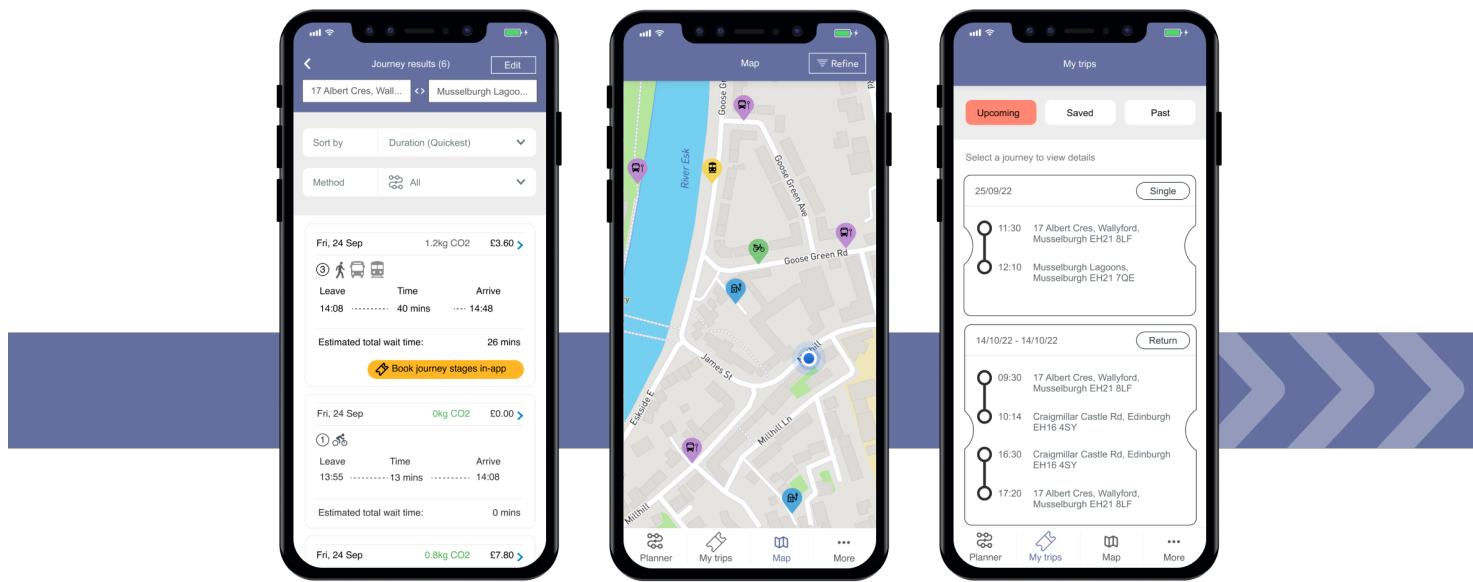 Journey results (6)
Edit
17 Albert Cres, Wall...
<>
Musselburgh Lagoo...
Sort by
Duration (Quickest)
Method
All
Fri, 24 Sep
1.2kg CO2
£3.60
3
Leave
Time
Arrive
14:08
40 mins
14:48
Estimated total wait time:
26 mins
Book journey stages in-app
Fri, 24 Sep
0kg CO2
£0.00
1
Leave
Time
Arrive
13:55
13 mins
14:08
Estimated total wait time:
0 mins
Fri, 24 Sep
0.8kg CO2
£7.80
Map
Refine
Goose Gr
Rd
River Esk
Goose Green Ave
Goose Green Rd
James St
Eskside E
Millhill Ln
Millhill
Planner
My trips
Map
More
My trips
Upcoming
Saved
Past
Select a journey to view details
25/09/22
Single
11:30
17 Albert Cres, Wallyford,
Musselburgh EH21 8LF
12:10
Musselburgh Lagoons,
Musselburgh EH21 7QE
14/10/22 - 14/10/22
Return
09:30
17 Albert Cres, Wallyford,
Musselburgh EH21 8LF
10:14
Craigmillar Castle Rd, Edinburgh
EH16 4SY
16:30
Craigmillar Castle Rd, Edinburgh
EH16 4SY
17:20
17 Albert Cres, Wallyford,
Musselburgh EH21 8LF
Planner
My trips
Map
More